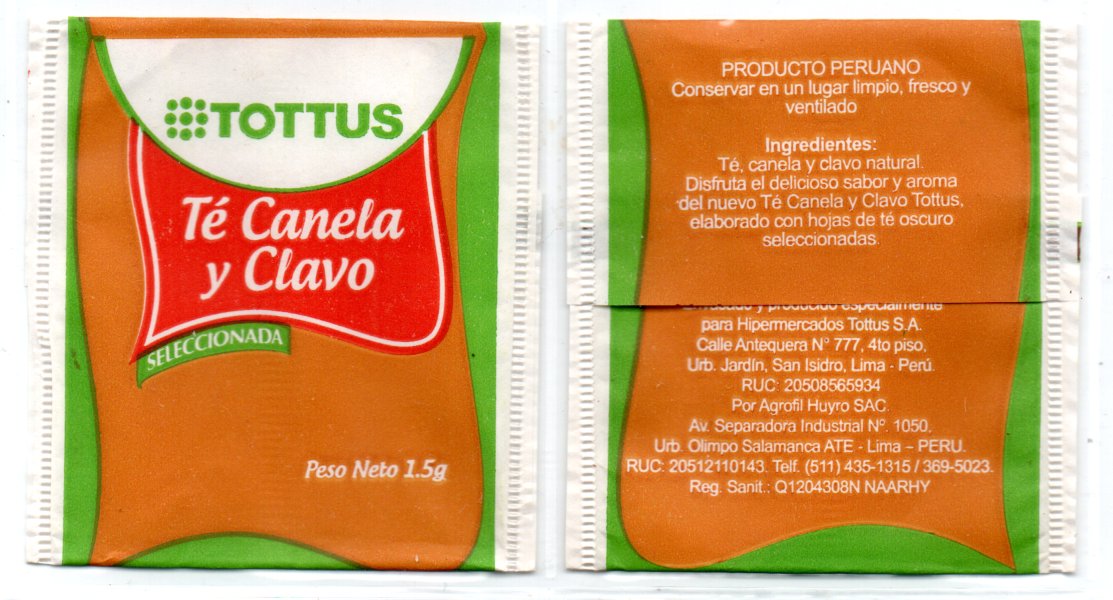 TOTTUS
Té Canela
y Clavo
SELECCIONADA
Peso Neto 1.5g
PRODUCTO PERUANO
Conservar en un lugar limpio, fresco y
ventilado
Ingredientes:
Té, canela y clavo natural.
Disfruta el delicioso sabor y aroma
del nuevo Té Canela y Clavo Tottus,
elaborado con hojas de té oscuro
seleccionadas.
y producido especialmente
para Hipermercados Tottus S.A.
Calle Antequera N° 777, 4to piso,
Urb. Jardín, San Isidro, Lima - Perú.
RUC: 20508565934
Por Agrofil Huyro SAC.
Av. Separadora Industrial Nº. 1050,
Urb. Olimpo Salamanca ATE - Lima – PERU.
RUC: 20512110143. Telf. (511) 435-1315 / 369-5023.
Reg. Sanit.: Q1204308N NAARHY